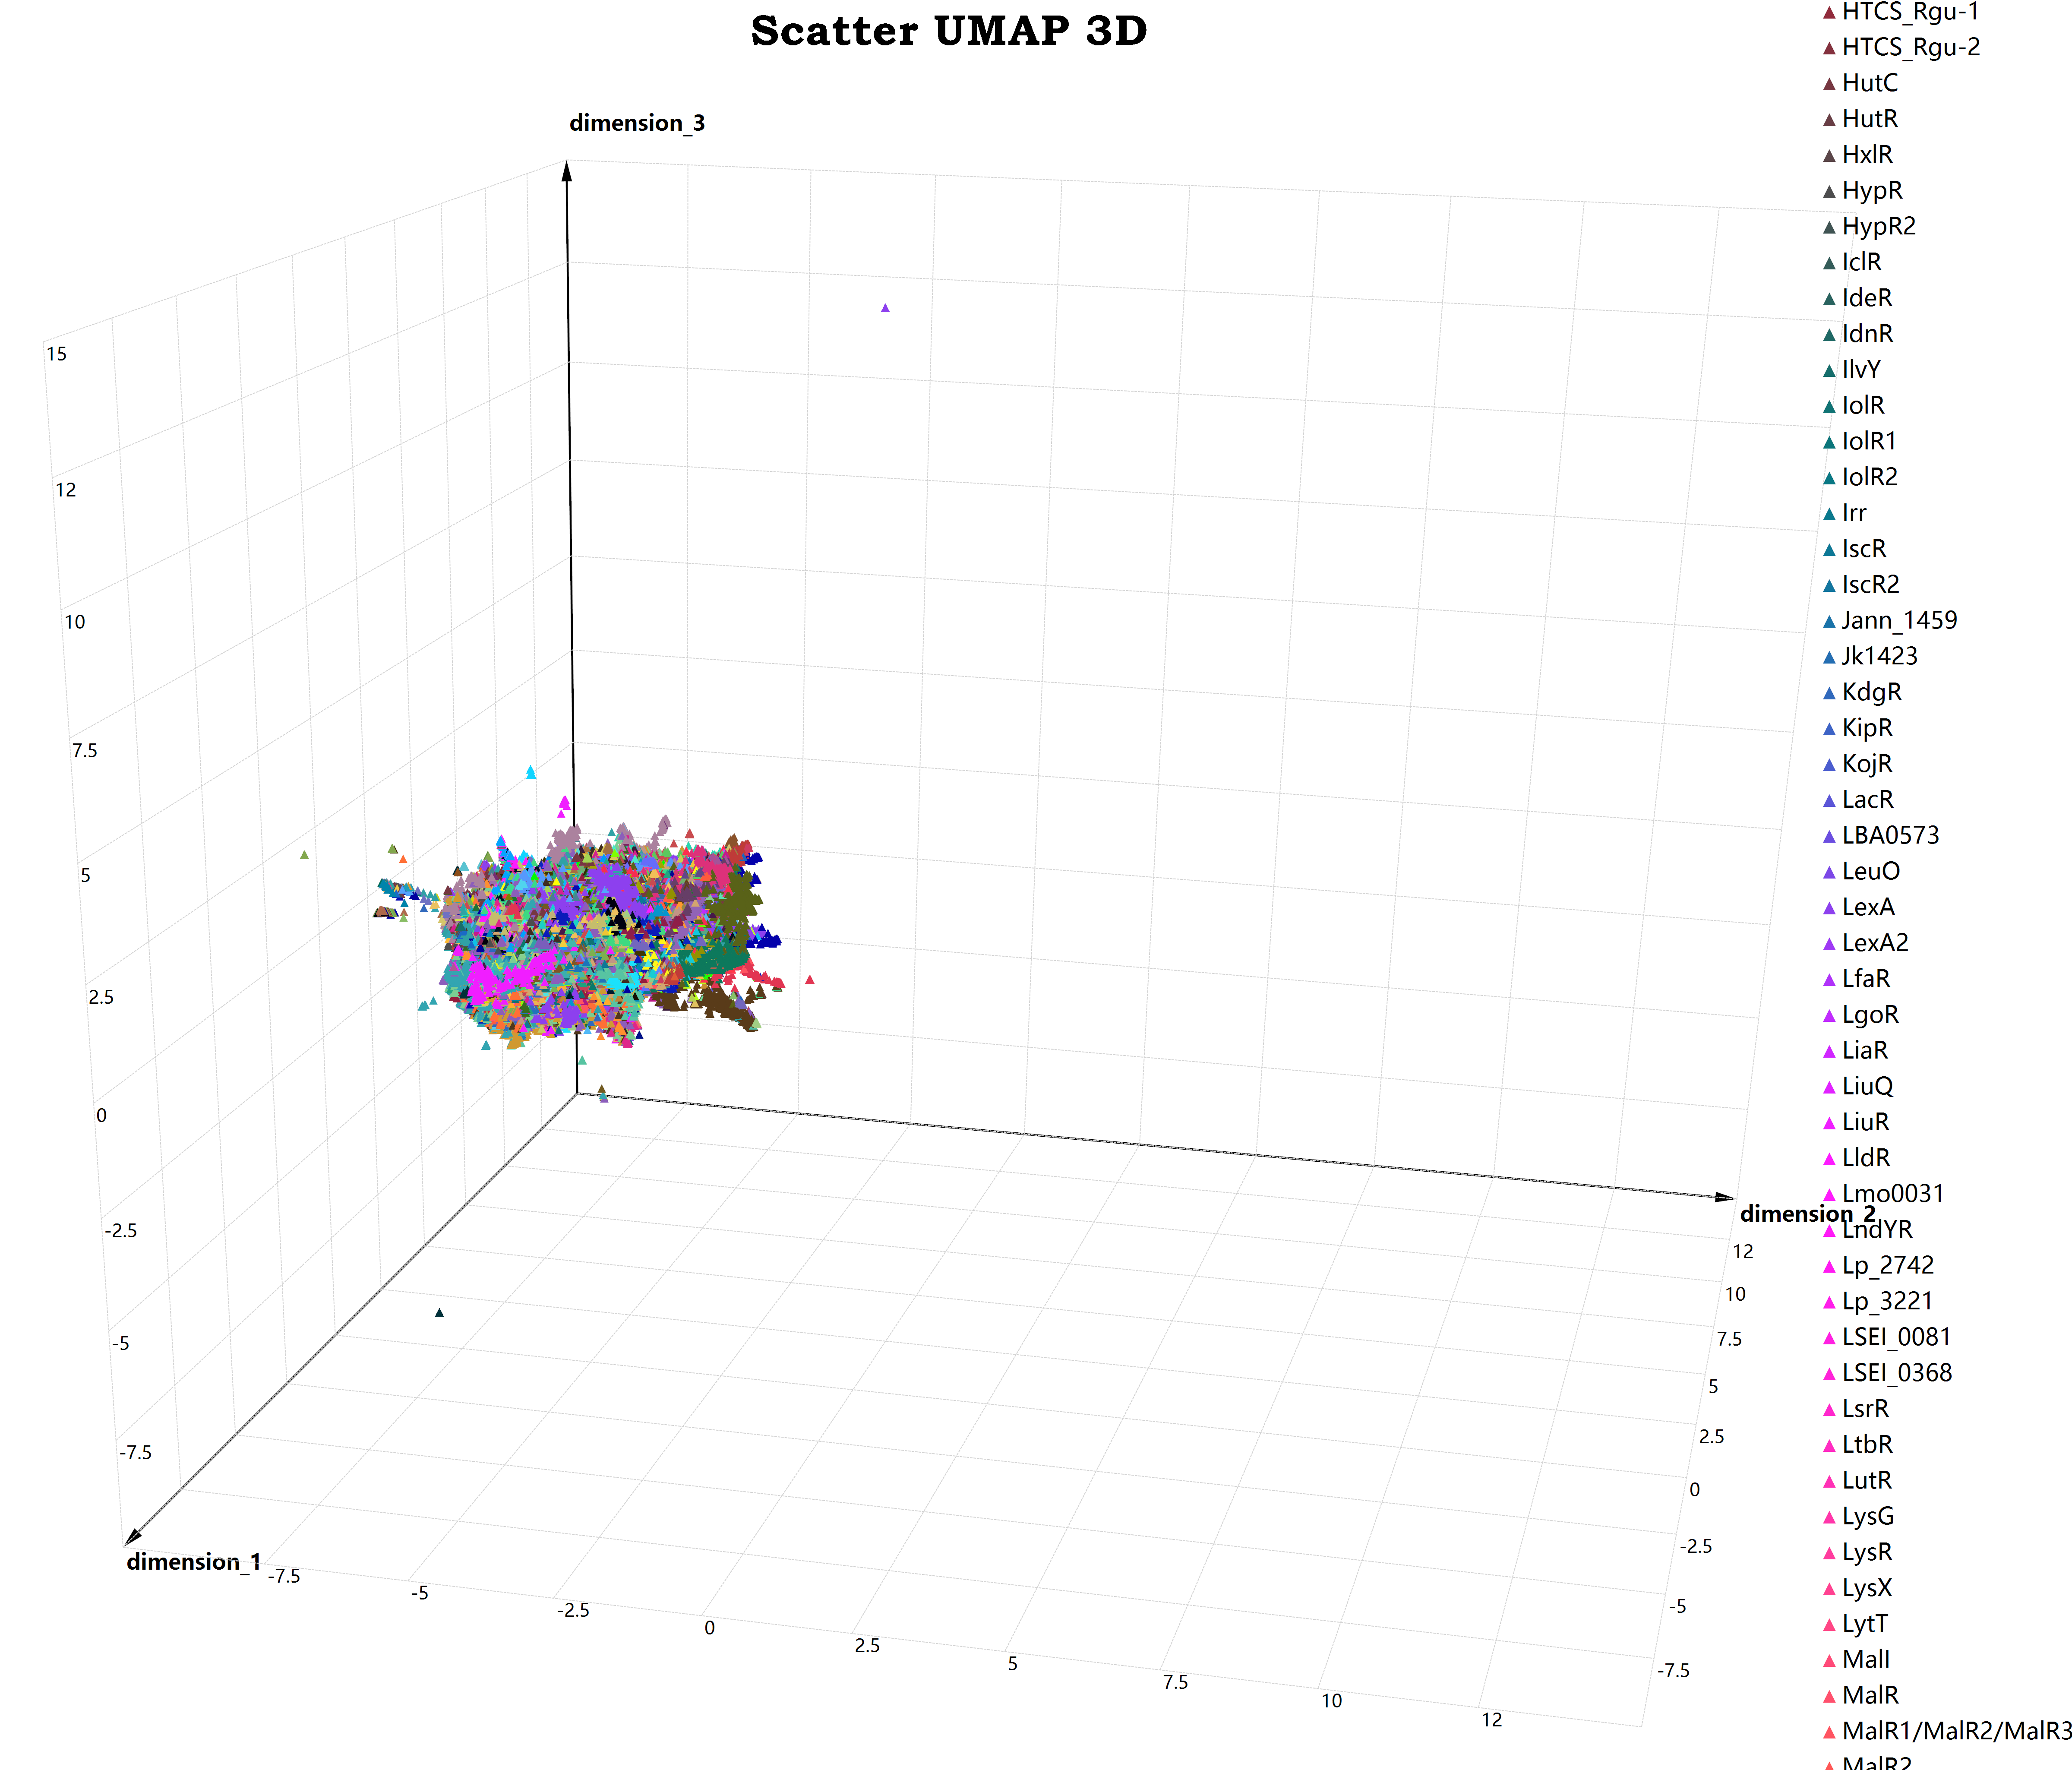 Scatter UMAP 3D
dimension_3
15
12
10
7.5
5
2.5
0
-2.5
-5
-7.5
dimension_1
-7.5
-5
-2.5
0
2.5
5
7.5
10
12
dimension_2
12
10
7.5
5
2.5
0
-2.5
-5
-7.5
HTCS_Rgu-1
HTCS_Rgu-2
HutC
HutR
HxlR
HypR
HypR2
IclR
IdeR
IdnR
IlvY
IolR
IolR1
IolR2
Irr
IscR
IscR2
Jann_1459
Jk1423
KdgR
KipR
KojR
LacR
LBA0573
LeuO
LexA
LexA2
LfaR
LgoR
LiaR
LiuQ
LiuR
LldR
Lmo0031
LndYR
Lp_2742
Lp_3221
LSEI_0081
LSEI_0368
LsrR
LtbR
LutR
LysG
LysR
LysX
LytT
MalI
MalR
MalR1/MalR2/MalR3
MalR2